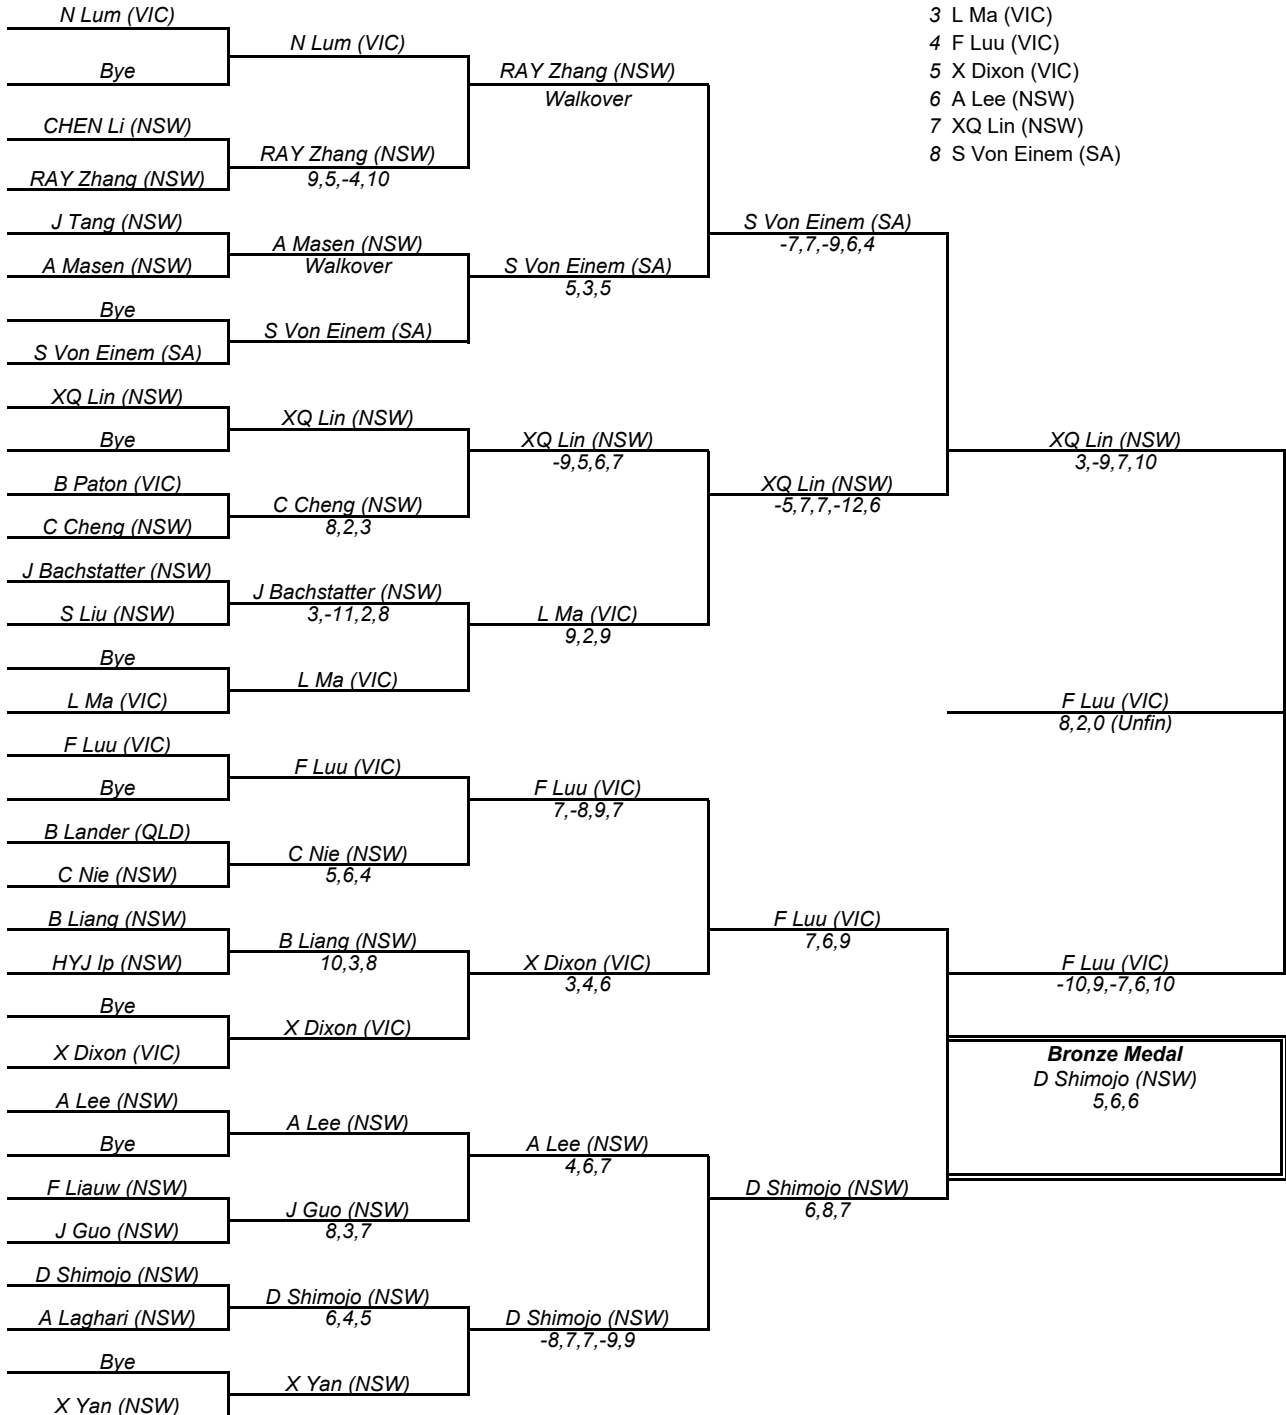 N Lum (VIC)
Bye
CHEN Li (NSW)
RAY Zhang (NSW)
J Tang (NSW)
A Masen (NSW)
Bye
S Von Einem (SA)
XQ Lin (NSW)
Bye
B Paton (VIC)
C Cheng (NSW)
J Bachstatter (NSW)
S Liu (NSW)
Bye
L Ma (VIC)
F Luu (VIC)
Bye
B Lander (QLD)
C Nie (NSW)
B Liang (NSW)
HYJ Ip (NSW)
Bye
X Dixon (VIC)
A Lee (NSW)
Bye
F Liauw (NSW)
J Guo (NSW)
D Shimojo (NSW)
A Laghari (NSW)
Bye
X Yan (NSW)
N Lum (VIC)
RAY Zhang (NSW)
9,5,-4,10
A Masen (NSW)
Walkover
S Von Einem (SA)
XQ Lin (NSW)
C Cheng (NSW)
8,2,3
J Bachstatter (NSW)
3,-11,2,8
L Ma (VIC)
F Luu (VIC)
C Nie (NSW)
5,6,4
B Liang (NSW)
10,3,8
X Dixon (VIC)
A Lee (NSW)
J Guo (NSW)
8,3,7
D Shimojo (NSW)
6,4,5
X Yan (NSW)
RAY Zhang (NSW)
Walkover
S Von Einem (SA)
5,3,5
XQ Lin (NSW)
-9,5,6,7
L Ma (VIC)
9,2,9
F Luu (VIC)
7,-8,9,7
X Dixon (VIC)
3,4,6
A Lee (NSW)
4,6,7
D Shimojo (NSW)
-8,7,7,-9,9
S Von Einem (SA)
-7,7,-9,6,4
XQ Lin (NSW)
-5,7,7,-12,6
F Luu (VIC)
7,6,9
D Shimojo (NSW)
6,8,7
3 L Ma (VIC)
4 F Luu (VIC)
5 X Dixon (VIC)
6 A Lee (NSW)
7 XQ Lin (NSW)
8 S Von Einem (SA)
XQ Lin (NSW)
3,-9,7,10
F Luu (VIC)
8,2,0 (Unfin)
F Luu (VIC)
-10,9,-7,6,10
Bronze Medal
D Shimojo (NSW)
5,6,6